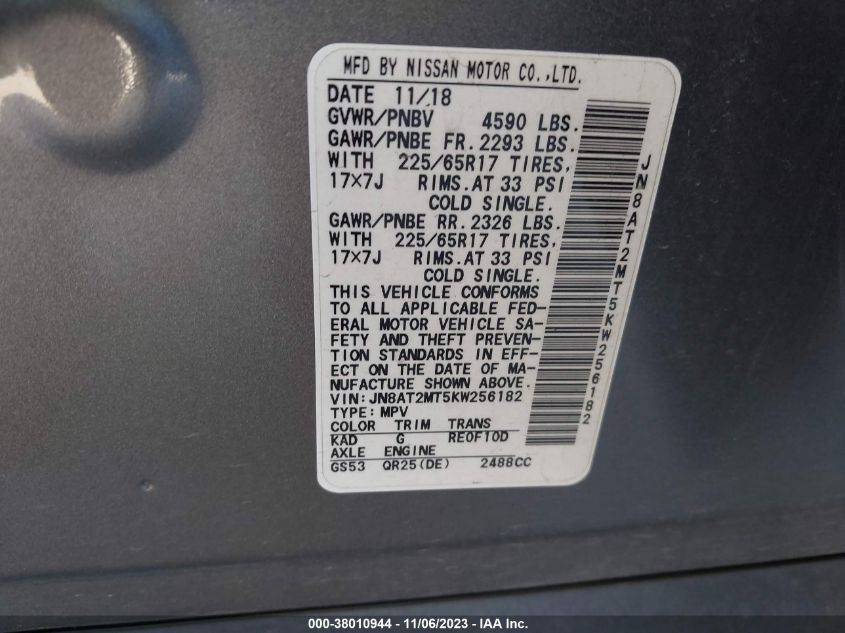 MFD BY NISSAN MOTOR CO.,LTD.
DATE 11/18
GVWR/PNBV 4590 LBS.
GAWR/PNBE FR. 2293 LBS.
WITH 225/65R17 TIRES,
17×7J RIMS.AT 33 PSI
COLD SINGLE.
GAWR/PNBE RR. 2326 LBS.
WITH 225/65R17 TIRES,
17×7J RIMS.AT 33 PSI
COLD SINGLE.
THIS VEHICLE CONFORMS
TO ALL APPLICABLE FED-
ERAL MOTOR VEHICLE SA-
FETY AND THEFT PREVEN-
TION STANDARDS IN EFF-
ECT ON THE DATE OF MA-
NUFACTURE SHOWN ABOVE.
VIN: JN8AT2MT5KW256182
TYPE: MPV
COLOR TRIM TRANS
KAD G RE0F10D
AXLE ENGINE
GS53 QR25(DE) 2488CC
JN8AT2MT5KW256182
000-38010944 - 11/06/2023 - IAA Inc.